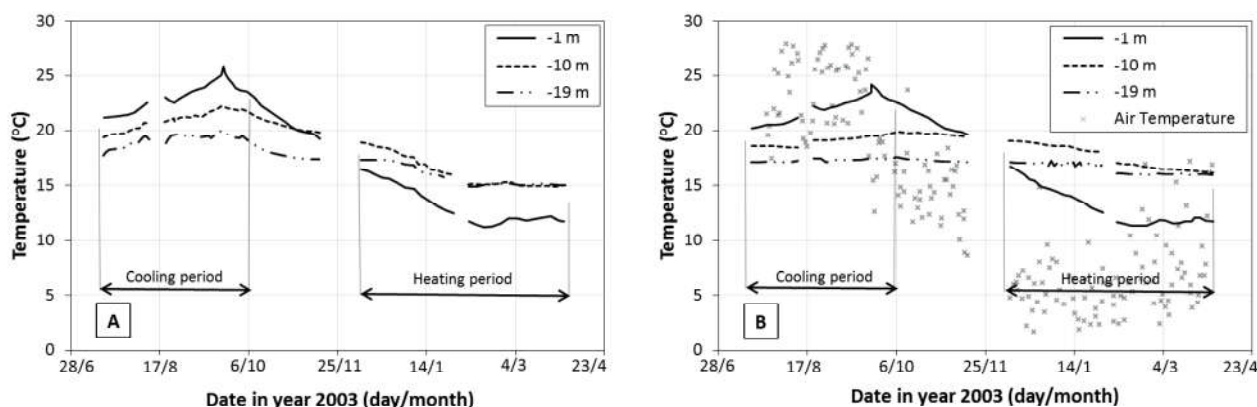 30
25
20
15
10
5
0
Temperature (°C)
-1 m
-10 m
-19 m
Cooling period
Heating period
A
28/6 17/8 6/10 25/11 14/1 4/3 23/4
Date in year 2003 (day/month)
30
25
20
15
10
5
0
Temperature (°C)
-1 m
-10 m
-19 m
Air Temperature
Cooling period
Heating period
B
28/6 17/8 6/10 25/11 14/1 4/3 23/4
Date in year 2003 (day/month)